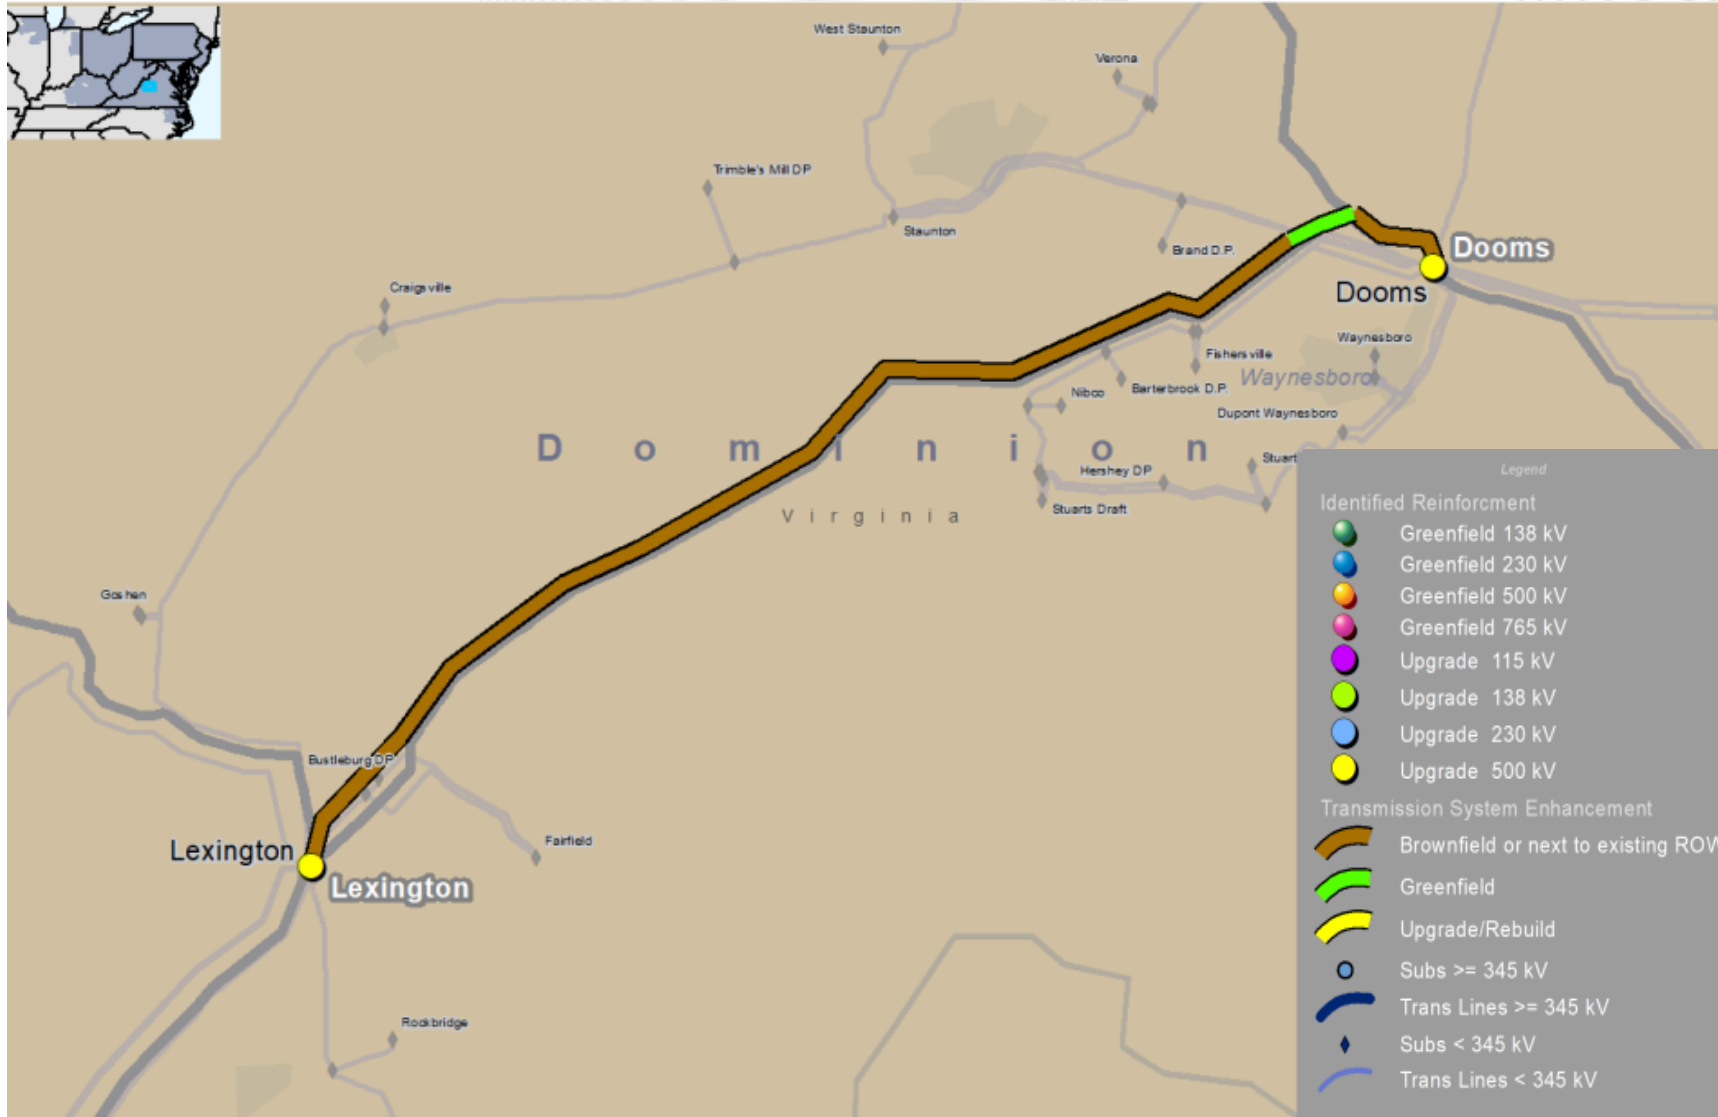 West Staunton
Verona
Trimble's Mill DP
Staunton
Brand D.P.
Dooms
Dooms
Craigsville
Waynesboro
Fishersville
Waynesboro
Barterbrook D.P.
Nibco
Dupont Waynesboro
Dominion
Stuart
Hershey DP
Stuarts Draft
Virginia
Goshen
Bustleburg DP
Fairfield
Lexington
Lexington
Rockbridge
Legend
Identified Reinforcment
Greenfield 138 kV
Greenfield 230 kV
Greenfield 500 kV
Greenfield 765 kV
Upgrade 115 kV
Upgrade 138 kV
Upgrade 230 kV
Upgrade 500 kV
Transmission System Enhancement
Brownfield or next to existing ROW
Greenfield
Upgrade/Rebuild
Subs >= 345 kV
Trans Lines >= 345 kV
Subs < 345 kV
Trans Lines < 345 kV